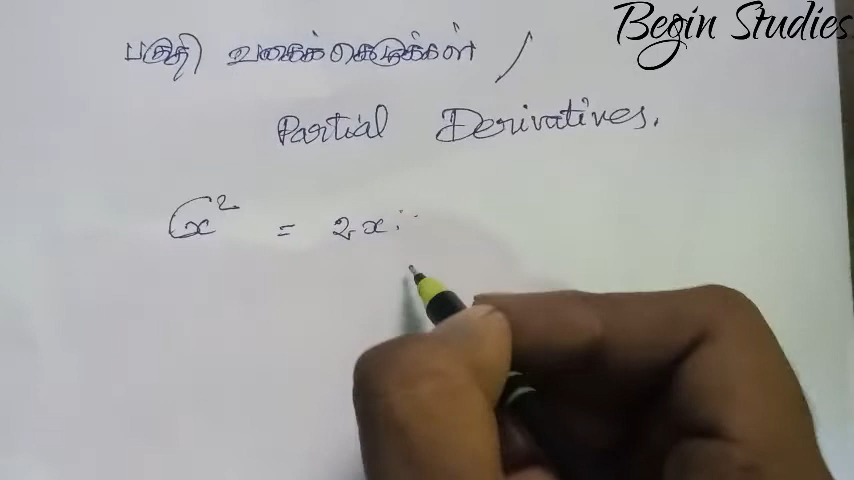 Begin Studies
பகுதி வகைக்கெழுக்கள் /
Partial Derivatives.
x² = 2x